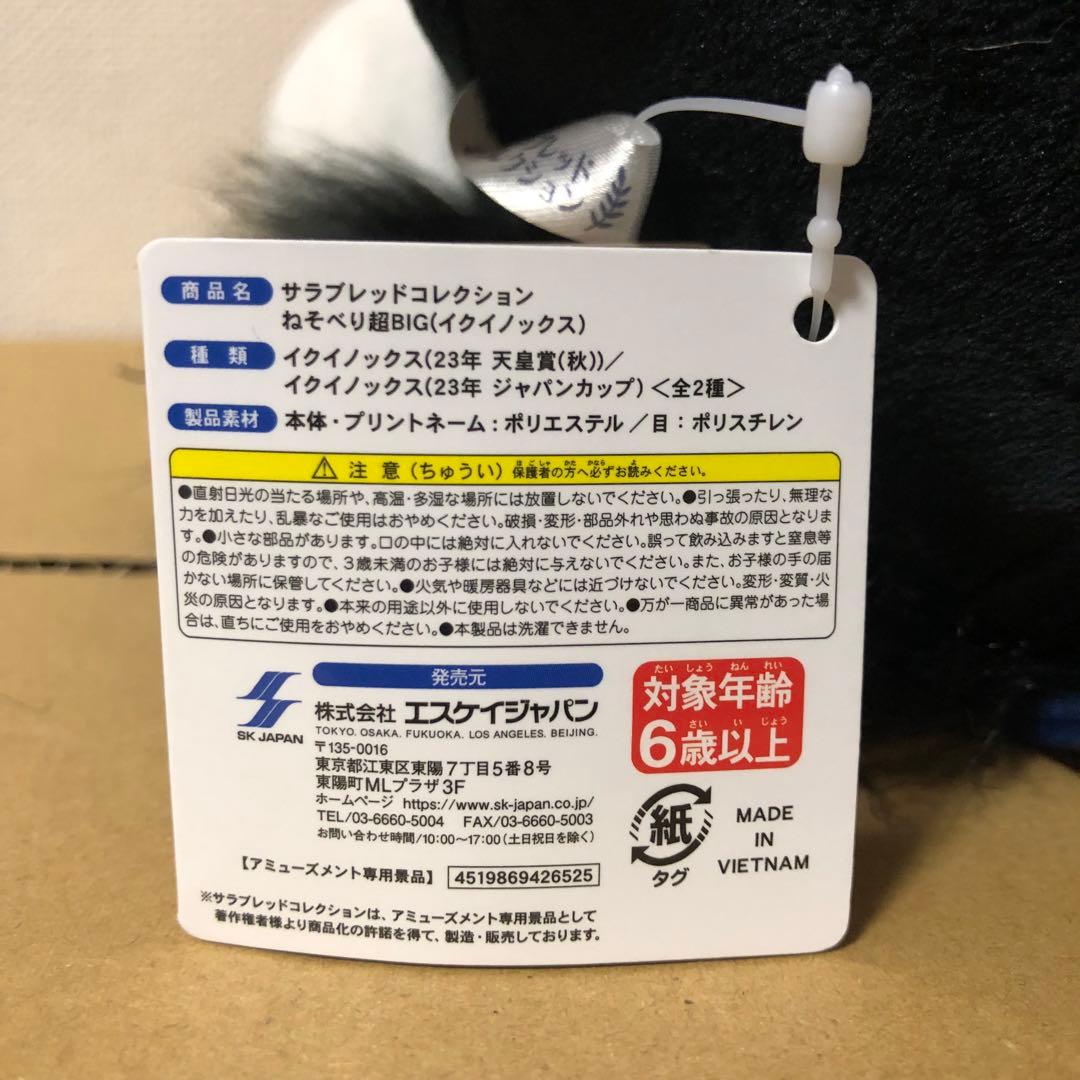 商品名 サラブレッドコレクション
ねそべり超BIG(イクイノックス)
種類 イクイノックス(23年 天皇賞(秋))／
イクイノックス(23年 ジャパンカップ)＜全2種＞
製品素材 本体・プリントネーム：ポリエステル／目：ポリスチレン
⚠ 注意(ちゅうい) 保護者の方へ必ずお読みください。
ほごしゃ かた かなら よ
●直射日光の当たる場所や、高温・多湿な場所には放置しないでください。●引っ張ったり、無理な
力を加えたり、乱暴なご使用はおやめください。破損・変形・部品外れや思わぬ事故の原因となりま
す。●小さな部品があります。口の中には絶対に入れないでください。誤って飲み込みますと窒息等
の危険がありますので、3歳未満のお子様には絶対に与えないでください。また、お子様の手の届
かない場所に保管してください。●火気や暖房器具などには近づけないでください。変形・変質・火
災の原因となります。●本来の用途以外に使用しないでください。●万が一商品に異常があった場
合は、直ちにご使用をおやめください。●本製品は洗濯できません。
発売元
SK JAPAN
株式会社 エスケイジャパン
TOKYO. OSAKA. FUKUOKA. LOS ANGELES. BEIJING.
〒135-0016
東京都江東区東陽7丁目5番8号
東陽町MLプラザ3F
ホームページ https://www.sk-japan.co.jp/
TEL/03-6660-5004 FAX/03-6660-5003
お問い合わせ時間/10:00～17:00(土日祝日を除く)
たいしょう ねんれい
対象年齢
さい いじょう
6歳以上
紙
タグ
MADE
IN
VIETNAM
【アミューズメント専用景品】 4519869426525
※サラブレッドコレクションは、アミューズメント専用景品として
著作権者様より商品化の許諾を得て、製造・販売しております。